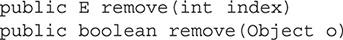 public E remove(int index)
public boolean remove(Object o)